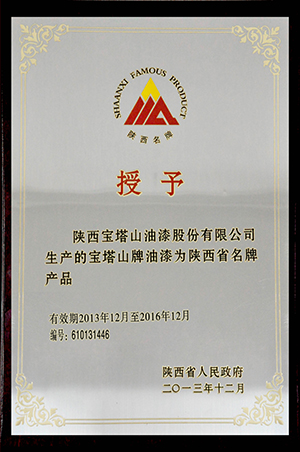 SHAANXI FAMOUS PRODUCT
陕西名牌
授予
陕西宝塔山油漆股份有限公司
生产的宝塔山牌油漆为陕西省名牌
产品
有效期2013年12月至2016年12月
编号:610131446
陕西省人民政府
二〇一三年十二月